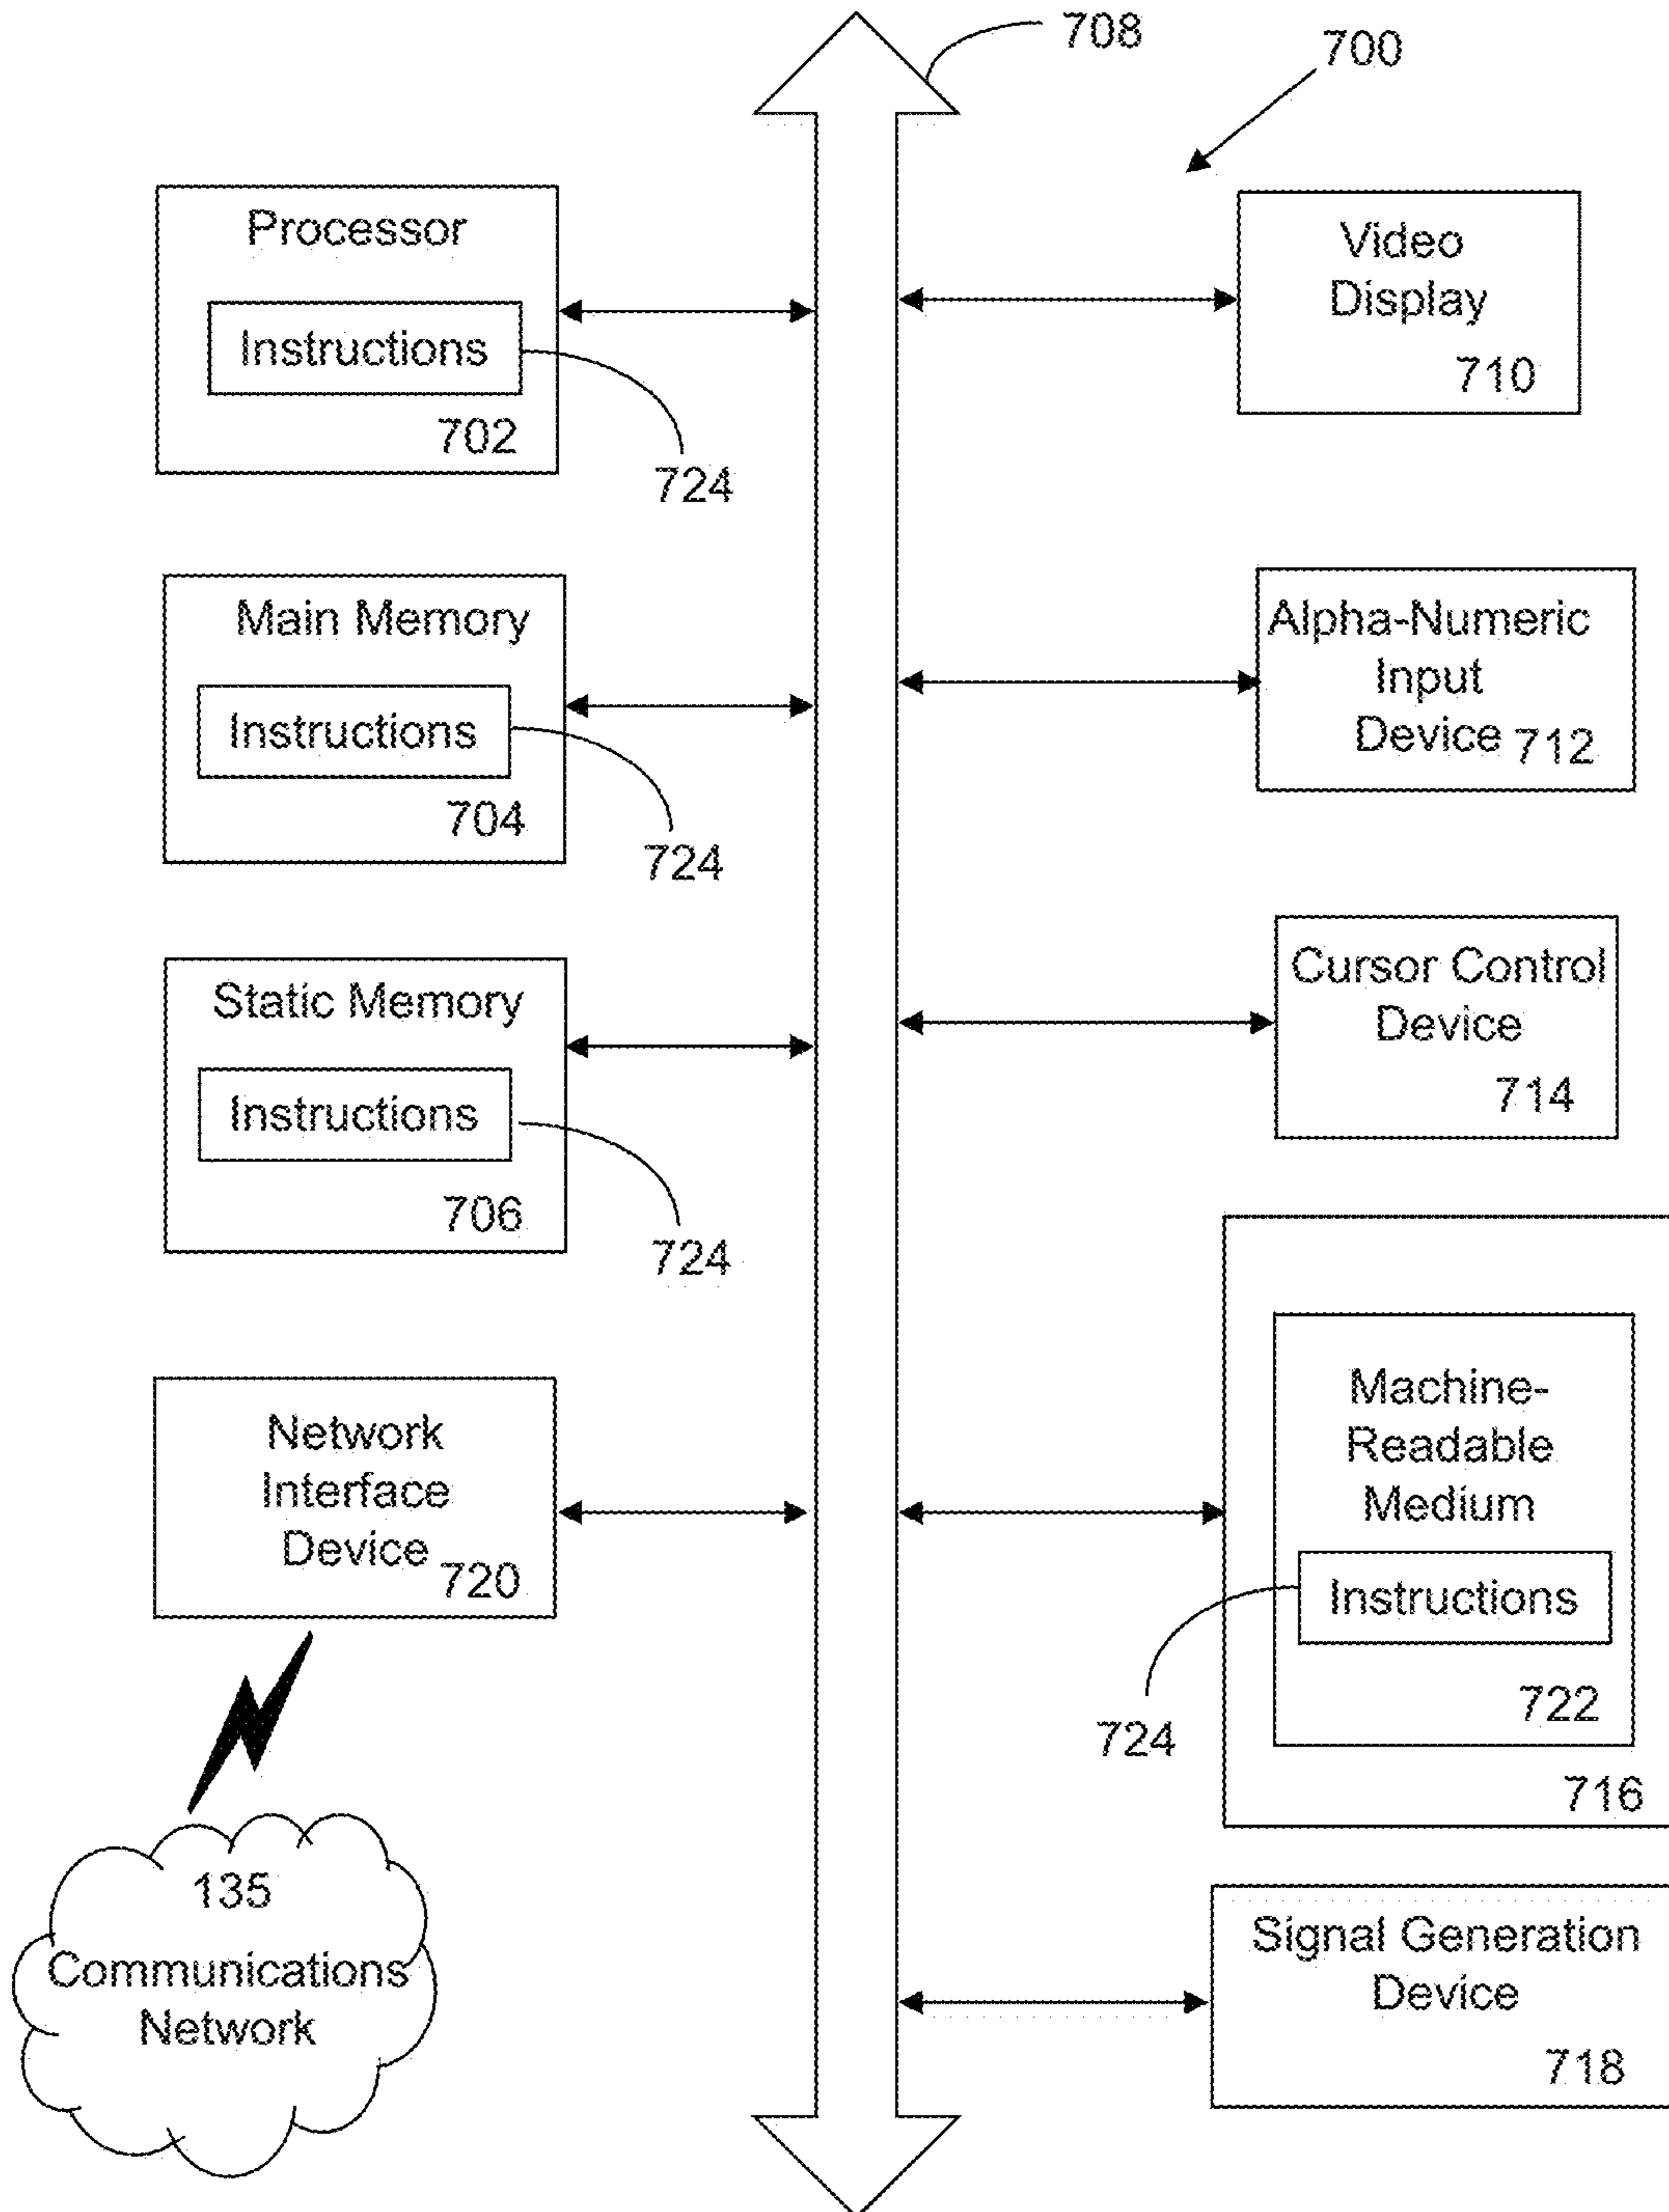 708
700
Processor
Instructions
702
724
Video
Display
710
Main Memory
Instructions
704
724
Alpha-Numeric
Input
Device 712
Static Memory
Instructions
706
724
Cursor Control
Device
714
Network
Interface
Device 720
Machine-
Readable
Medium
Instructions
722
724
716
135
Communications
Network
Signal Generation
Device
718